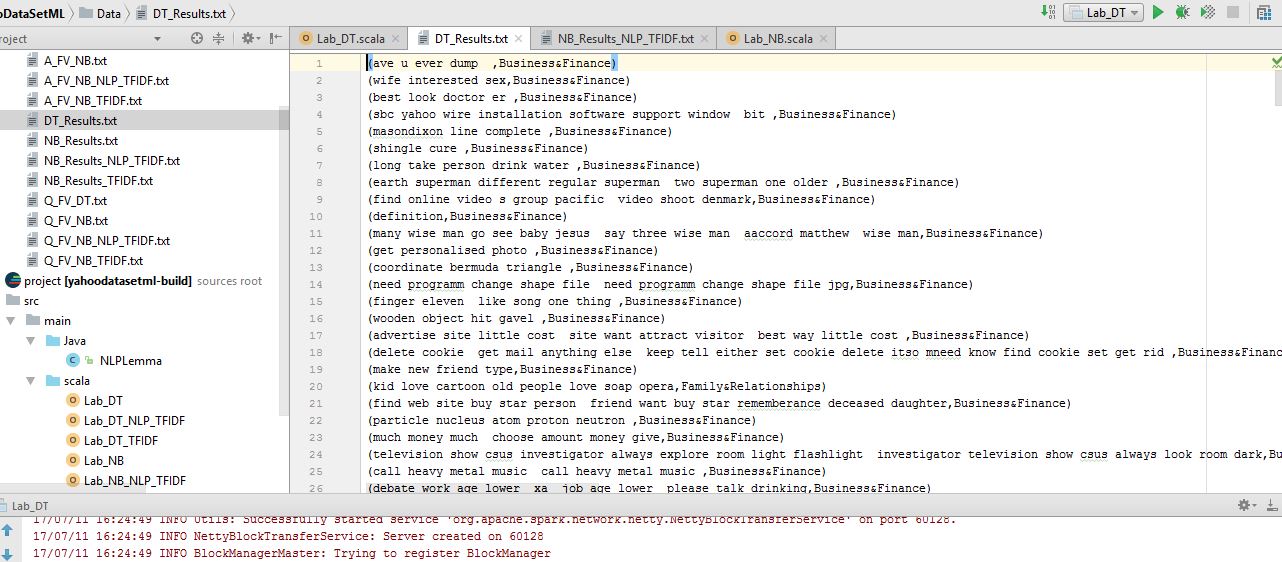 oDataSetML Data DT_Results.txt Lab_DT
roject Lab_DT.scala DT_Results.txt NB_Results_NLP_TFIDF.txt Lab_NB.scala
A_FV_NB.txt
A_FV_NB_NLP_TFIDF.txt
A_FV_NB_TFIDF.txt
DT_Results.txt
NB_Results.txt
NB_Results_NLP_TFIDF.txt
NB_Results_TFIDF.txt
Q_FV_DT.txt
Q_FV_NB.txt
Q_FV_NB_NLP_TFIDF.txt
Q_FV_NB_TFIDF.txt
project [yahoodatasetml-build] sources root
src
main
Java
NLPLemma
scala
Lab_DT
Lab_DT_NLP_TFIDF
Lab_DT_TFIDF
Lab_NB
Lab_NB_NLP_TFIDF
1 (ave u ever dump  ,Business&Finance)
2 (wife interested sex,Business&Finance)
3 (best look doctor er ,Business&Finance)
4 (sbc yahoo wire installation software support window  bit ,Business&Finance)
5 (masondixon line complete ,Business&Finance)
6 (shingle cure ,Business&Finance)
7 (long take person drink water ,Business&Finance)
8 (earth superman different regular superman  two superman one older ,Business&Finance)
9 (find online video s group pacific  video shoot denmark,Business&Finance)
10 (definition,Business&Finance)
11 (many wise man go see baby jesus  say three wise man  aaccord matthew  wise man,Business&Finance)
12 (get personalised photo ,Business&Finance)
13 (coordinate bermuda triangle ,Business&Finance)
14 (need programm change shape file  need programm change shape file jpg,Business&Finance)
15 (finger eleven  like song one thing ,Business&Finance)
16 (wooden object hit gavel ,Business&Finance)
17 (advertise site little cost  site want attract visitor  best way little cost ,Business&Finance)
18 (delete cookie  get mail anything else  keep tell either set cookie delete itso mneed know find cookie set get rid ,Business&Finance
19 (make new friend type,Business&Finance)
20 (kid love cartoon old people love soap opera,Family&Relationships)
21 (find web site buy star person  friend want buy star rememberance deceased daughter,Business&Finance)
22 (particle nucleus atom proton neutron ,Business&Finance)
23 (much money much  choose amount money give,Business&Finance)
24 (television show csus investigator always explore room light flashlight  investigator television show csus always look room dark,Bu
25 (call heavy metal music  call heavy metal music ,Business&Finance)
26 (debate work age lower  xa  job age lower  please talk drinking,Business&Finance)
Lab_DT
17/07/11 16:24:49 INFO Utils: Successfully started service 'org.apache.spark.network.netty.NettyBlockTransferService' on port 60128.
17/07/11 16:24:49 INFO NettyBlockTransferService: Server created on 60128
17/07/11 16:24:49 INFO BlockManagerMaster: Trying to register BlockManager